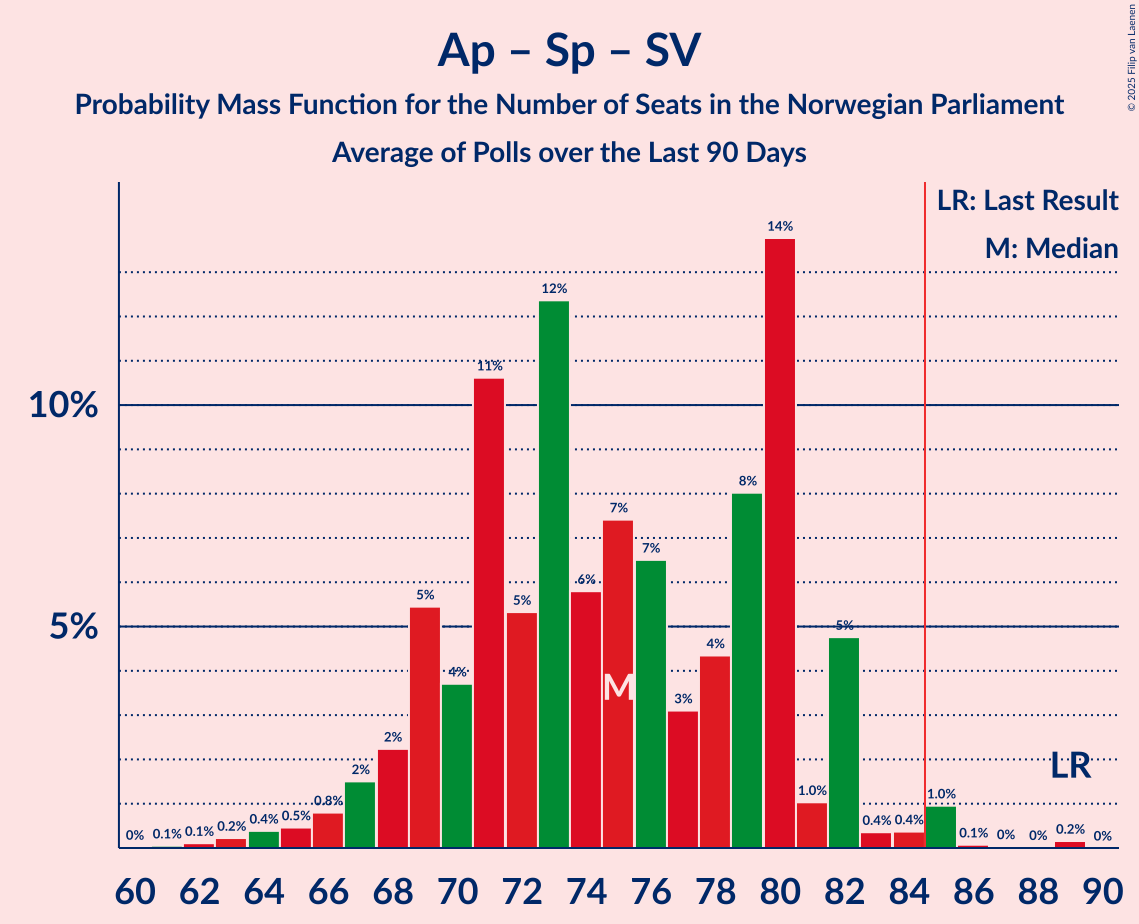 Ap – Sp – SV
Probability Mass Function for the Number of Seats in the Norwegian Parliament
Average of Polls over the Last 90 Days
© 2025 Filip van Laenen
LR: Last Result
M: Median
10%
5%
0% 0.1% 0.1% 0.2% 0.4% 0.5% 0.8% 2% 2% 5% 4% 11% 5% 12% 6% 7% 7% 3% 4% 8% 14% 1.0% 5% 0.4% 0.4% 1.0% 0.1% 0% 0% 0.2% 0%
M
LR
60 62 64 66 68 70 72 74 76 78 80 82 84 86 88 90